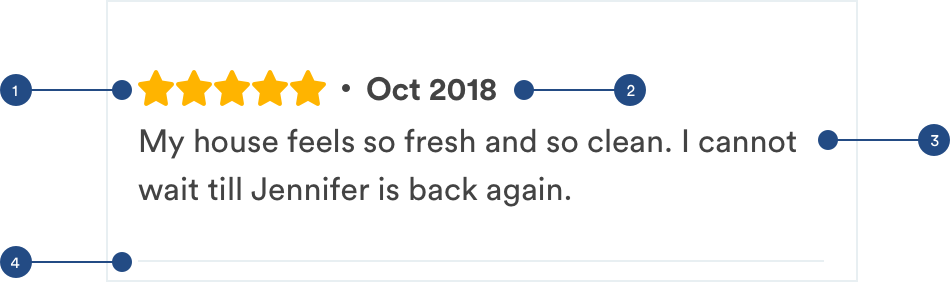 1
• Oct 2018
2
My house feels so fresh and so clean. I cannot
3
wait till Jennifer is back again.
4